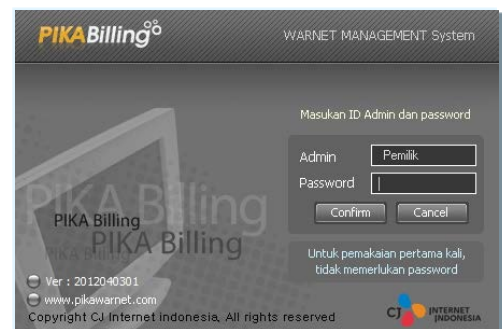 PIKABilling
WARNET MANAGEMENT System
Masukan ID Admin dan password
Admin Pemilik
Password
Confirm Cancel
PIKA Billing
PIKA Billing
PIKA Billing
Untuk pemakaian pertama kali,
tidak memerlukan password
Ver : 2012040301
www.pikawarnet.com
Copyright CJ Internet indonesia, All rights reserved
CJ INTERNET
INDONESIA